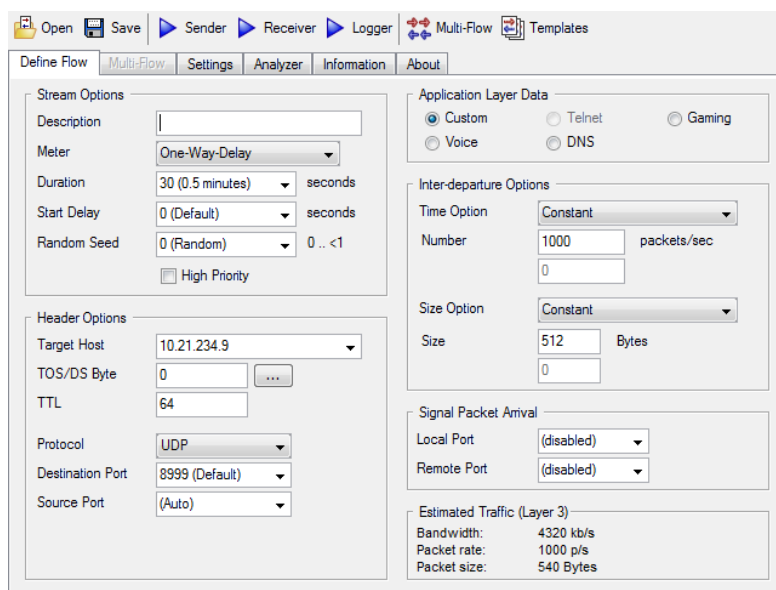 Open Save Sender Receiver Logger Multi-Flow Templates
Define Flow Multi-Flow Settings Analyzer Information About
Stream Options
Description
Meter One-Way-Delay
Duration 30 (0.5 minutes) seconds
Start Delay 0 (Default) seconds
Random Seed 0 (Random) 0 .. <1
High Priority
Header Options
Target Host 10.21.234.9
TOS/DS Byte 0 ...
TTL 64
Protocol UDP
Destination Port 8999 (Default)
Source Port (Auto)
Application Layer Data
Custom Telnet Gaming
Voice DNS
Inter-departure Options
Time Option Constant
Number 1000 packets/sec
0
Size Option Constant
Size 512 Bytes
0
Signal Packet Arrival
Local Port (disabled)
Remote Port (disabled)
Estimated Traffic (Layer 3)
Bandwidth: 4320 kb/s
Packet rate: 1000 p/s
Packet size: 540 Bytes